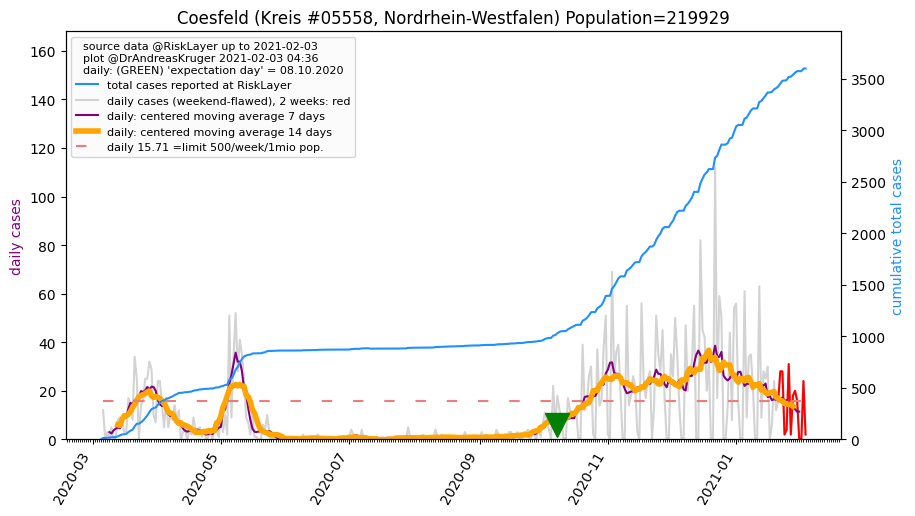 Coesfeld (Kreis #05558, Nordrhein-Westfalen) Population=219929
source data @RiskLayer up to 2021-02-03
plot @DrAndreasKruger 2021-02-03 04:36
daily: (GREEN) 'expectation day' = 08.10.2020
total cases reported at RiskLayer
daily cases (weekend-flawed), 2 weeks: red
daily: centered moving average 7 days
daily: centered moving average 14 days
daily 15.71 =limit 500/week/1mio pop.
daily cases
160
140
120
100
80
60
40
20
0
cumulative total cases
3500
3000
2500
2000
1500
1000
500
0
2020-03
2020-05
2020-07
2020-09
2020-11
2021-01